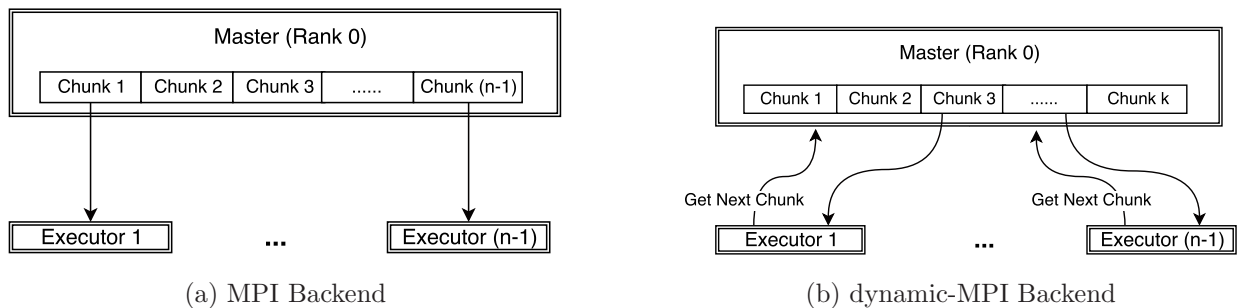 Master (Rank 0)
Chunk 1 Chunk 2 Chunk 3 ...... Chunk (n-1)
Executor 1 ... Executor (n-1)
(a) MPI Backend
Master (Rank 0)
Chunk 1 Chunk 2 Chunk 3 ...... Chunk k
Get Next Chunk Get Next Chunk
Executor 1 ... Executor (n-1)
(b) dynamic-MPI Backend